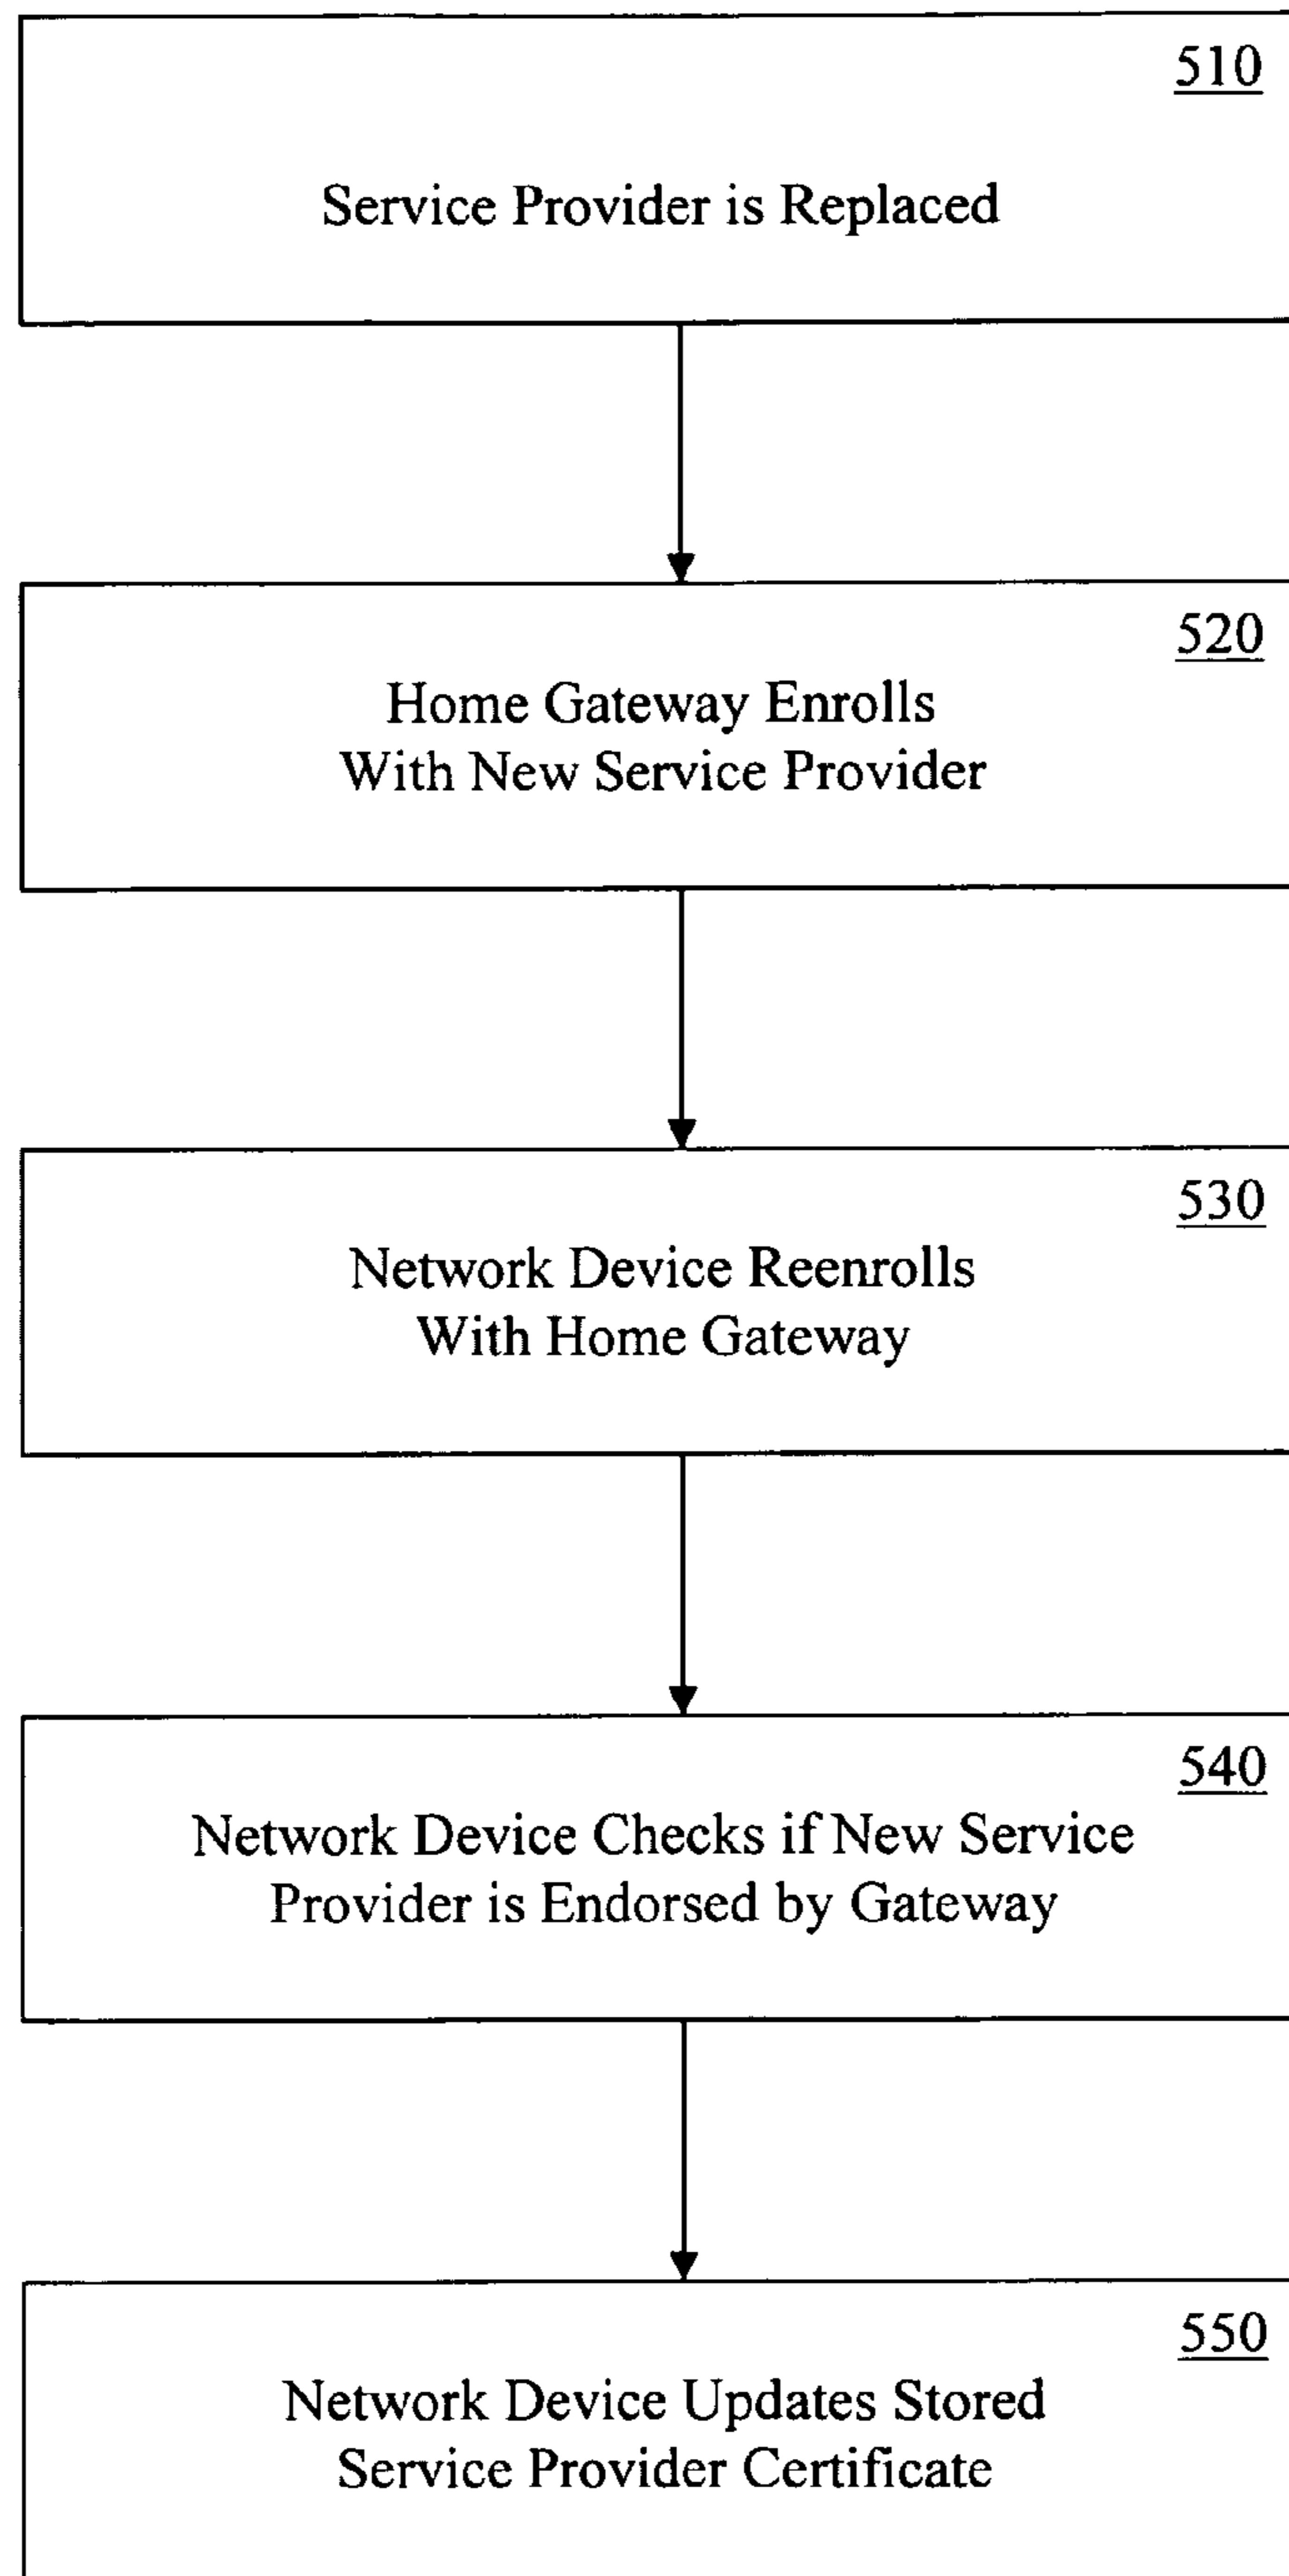 510
Service Provider is Replaced
520
Home Gateway Enrolls
With New Service Provider
530
Network Device Reenrolls
With Home Gateway
540
Network Device Checks if New Service
Provider is Endorsed by Gateway
550
Network Device Updates Stored
Service Provider Certificate